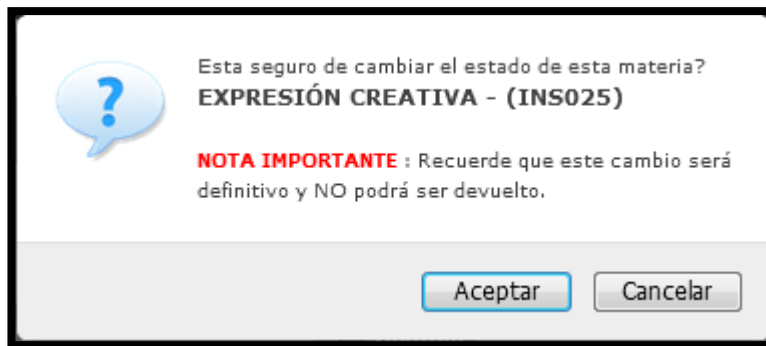 Esta seguro de cambiar el estado de esta materia?
EXPRESIÓN CREATIVA - (INS025)
NOTA IMPORTANTE : Recuerde que este cambio será
definitivo y NO podrá ser devuelto.
Aceptar
Cancelar